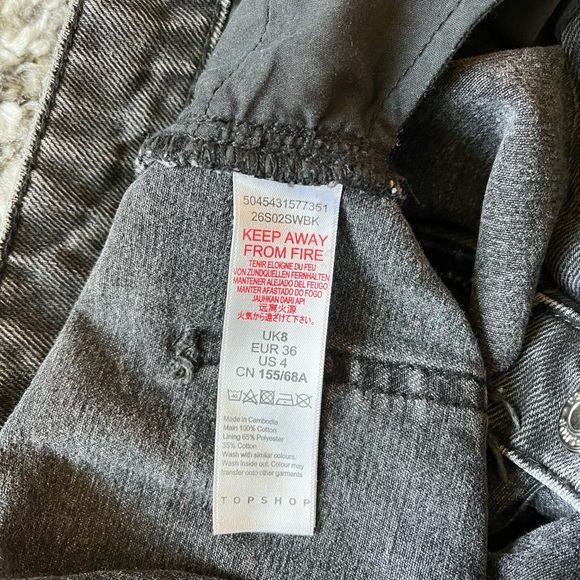 5045431577351
26S02SWBK
KEEP AWAY
FROM FIRE
TENIR ELOIGNE DU FEU
VON ZUNDQUELLEN FERNHALTEN
MANTENER ALEJADO DEL FEUGO
MANTER AFASTADO DO FOGO
JAUHKAN DARI API
远离火源
火気から遠ざけて下さい。
UK8
EUR 36
US 4
CN 155/68A
Made in Cambodia
Main 100% Cotton
Lining 65% Polyester
35% Cotton
Wash with similar colours.
Wash inside out. Colour may
transfer onto other garments
TOPSHOP